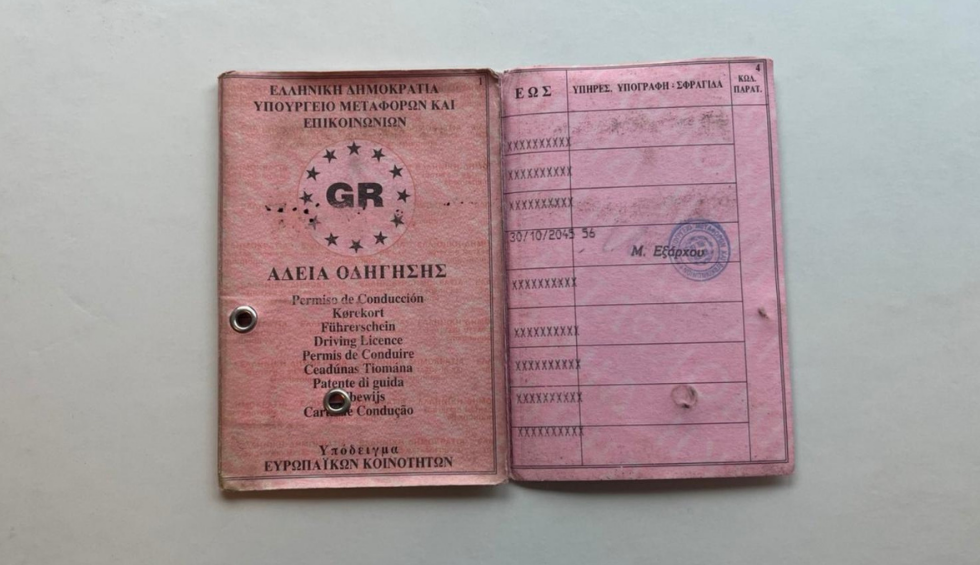 1
ΕΛΛΗΝΙΚΗ ΔΗΜΟΚΡΑΤΙΑ
ΥΠΟΥΡΓΕΙΟ ΜΕΤΑΦΟΡΩΝ ΚΑΙ
ΕΠΙΚΟΙΝΩΝΙΩΝ
GR
ΑΔΕΙΑ ΟΔΗΓΗΣΗΣ
Permiso de Conducción
Kørekort
Führerschein
Driving Licence
Permis de Conduire
Ceadúnas Tiomána
Patente di guida
Condução
Υπόδειγμα
ΕΥΡΩΠΑΪΚΩΝ ΚΟΙΝΟΤΗΤΩΝ
4
ΕΩΣ ΥΠΗΡΕΣ. ΥΠΟΓΡΑΦΗ - ΣΦΡΑΓΙΔΑ ΚΩΔ.
ΠΑΡΑΤ.
XXXXXXXXXX
XXXXXXXXXX
XXXXXXXXXX
30/10/2045 56
Μ. Εξάρχου
XXXXXXXXXX
XXXXXXXXXX
XXXXXXXXXX
XXXXXXXXXX
XXXXXXXXXX